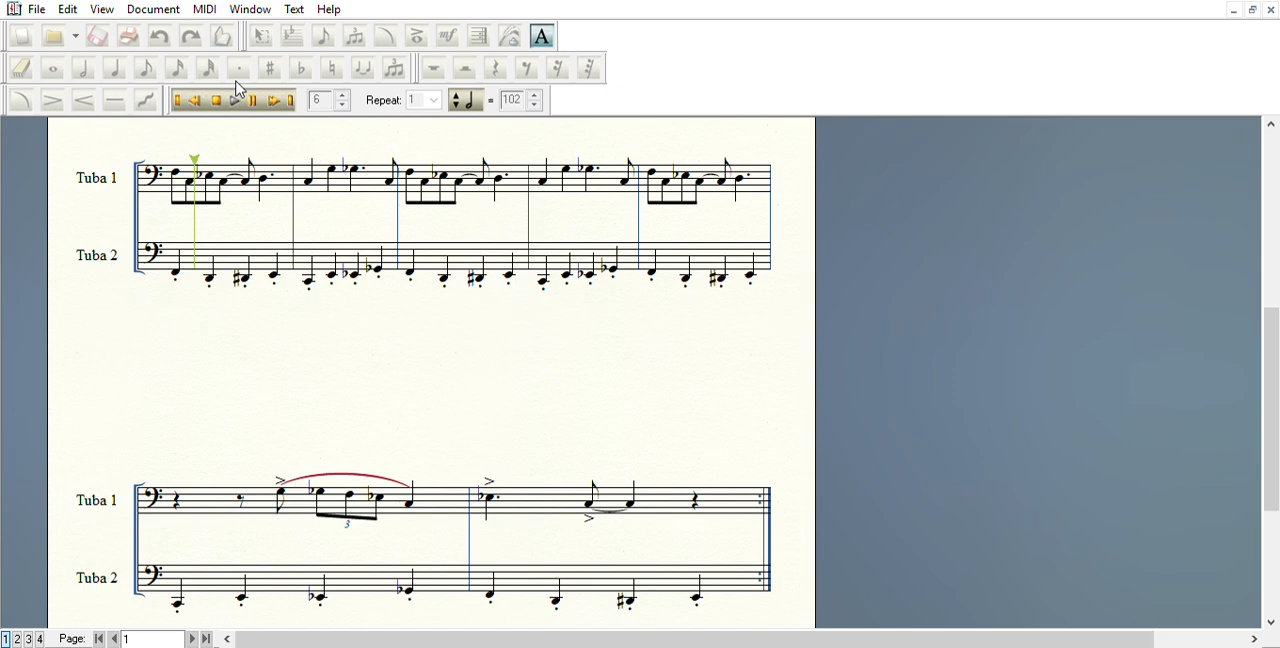 File Edit View Document MIDI Window Text Help
mf A
6 Repeat: 1 = 102
Tuba 1
Tuba 2
Tuba 1
3
Tuba 2
1 2 3 4 Page: 1